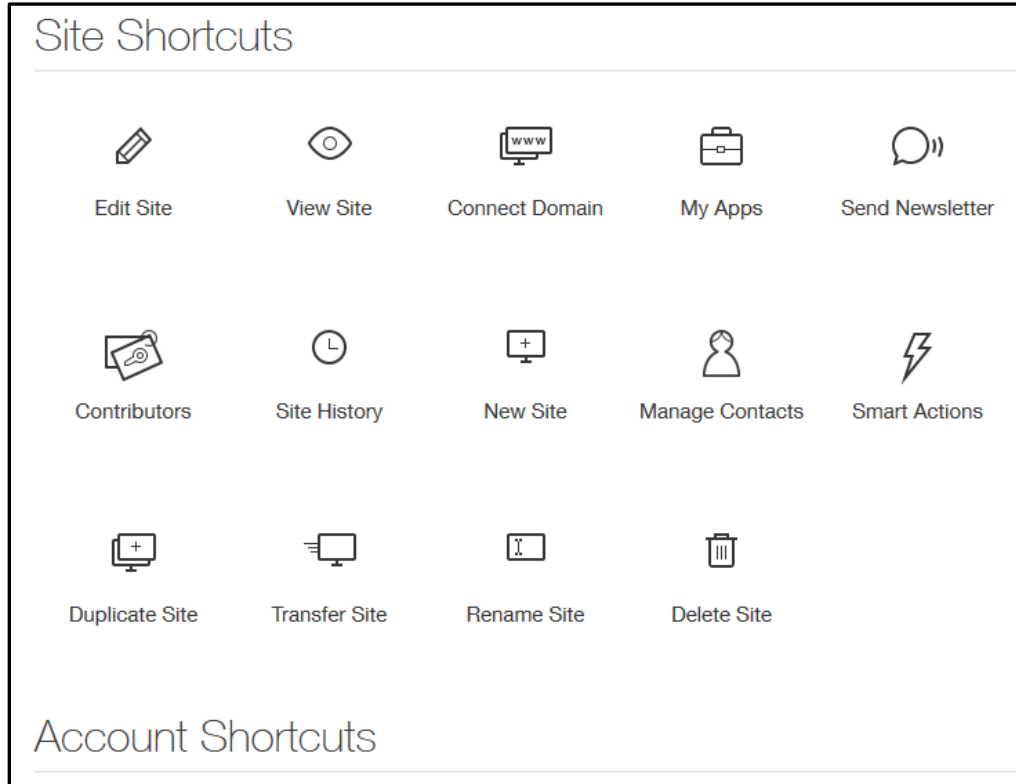 Site Shortcuts
www
Edit Site View Site Connect Domain My Apps Send Newsletter
Contributors Site History New Site Manage Contacts Smart Actions
Duplicate Site Transfer Site Rename Site Delete Site
Account Shortcuts